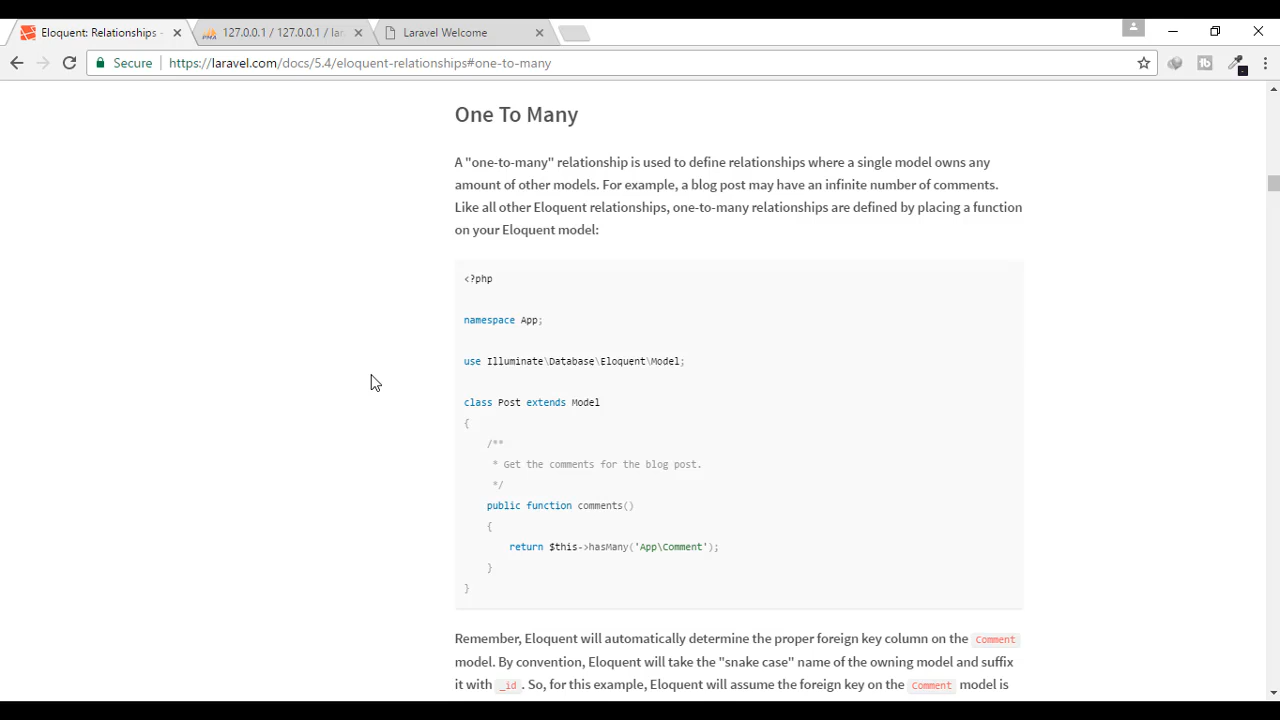 Eloquent: Relationships -
127.0.0.1 / 127.0.0.1 / lar
Laravel Welcome
Secure
https://laravel.com/docs/5.4/eloquent-relationships#one-to-many
One To Many
A "one-to-many" relationship is used to define relationships where a single model owns any
amount of other models. For example, a blog post may have an infinite number of comments.
Like all other Eloquent relationships, one-to-many relationships are defined by placing a function
on your Eloquent model:
<?php
namespace App;
use Illuminate\Database\Eloquent\Model;
class Post extends Model
{
/**
* Get the comments for the blog post.
*/
public function comments()
{
return $this->hasMany('App\Comment');
}
}
Remember, Eloquent will automatically determine the proper foreign key column on the Comment
model. By convention, Eloquent will take the "snake case" name of the owning model and suffix
it with _id. So, for this example, Eloquent will assume the foreign key on the Comment model is